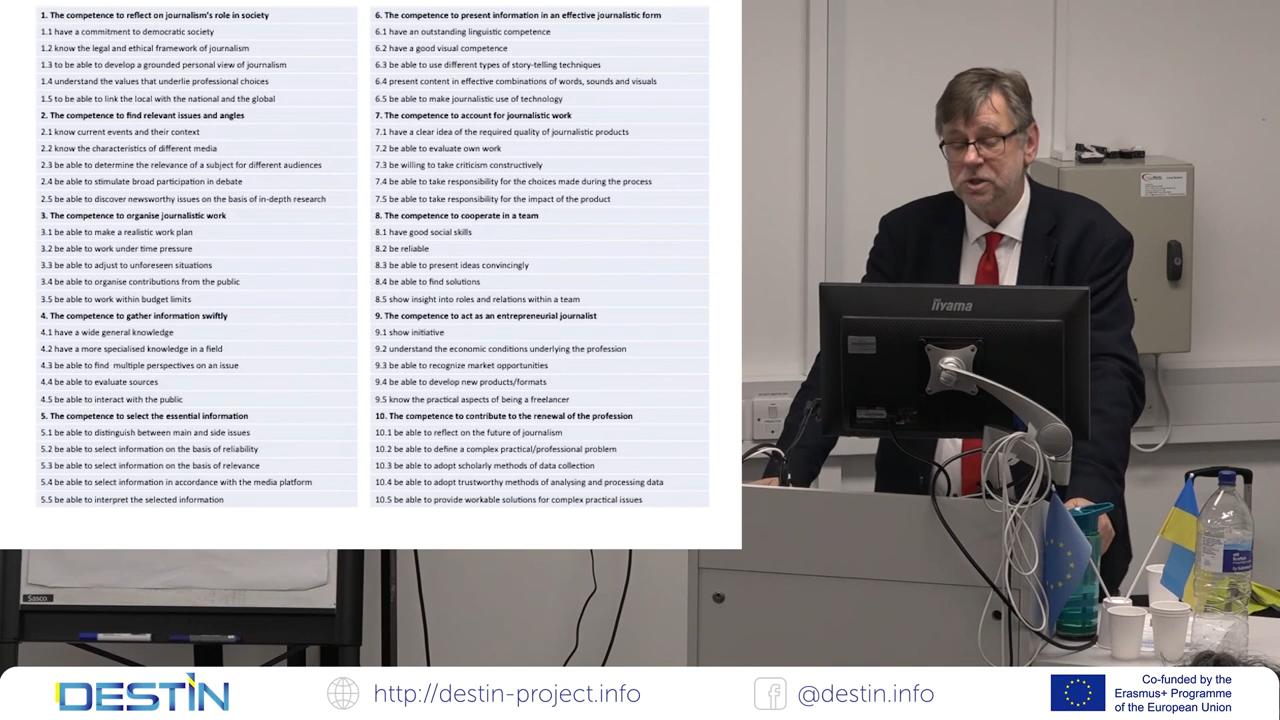 1. The competence to reflect on journalism's role in society
1.1 have a commitment to democratic society
1.2 know the legal and ethical framework of journalism
1.3 to be able to develop a grounded personal view of journalism
1.4 understand the values that underlie professional choices
1.5 to be able to link the local with the national and the global
2. The competence to find relevant issues and angles
2.1 know current events and their context
2.2 know the characteristics of different media
2.3 be able to determine the relevance of a subject for different audiences
2.4 be able to stimulate broad participation in debate
2.5 be able to discover newsworthy issues on the basis of in-depth research
3. The competence to organise journalistic work
3.1 be able to make a realistic work plan
3.2 be able to work under time pressure
3.3 be able to adjust to unforeseen situations
3.4 be able to organise contributions from the public
3.5 be able to work within budget limits
4. The competence to gather information swiftly
4.1 have a wide general knowledge
4.2 have a more specialised knowledge in a field
4.3 be able to find multiple perspectives on an issue
4.4 be able to evaluate sources
4.5 be able to interact with the public
5. The competence to select the essential information
5.1 be able to distinguish between main and side issues
5.2 be able to select information on the basis of reliability
5.3 be able to select information on the basis of relevance
5.4 be able to select information in accordance with the media platform
5.5 be able to interpret the selected information
6. The competence to present information in an effective journalistic form
6.1 have an outstanding linguistic competence
6.2 have a good visual competence
6.3 be able to use different types of story-telling techniques
6.4 present content in effective combinations of words, sounds and visuals
6.5 be able to make journalistic use of technology
7. The competence to account for journalistic work
7.1 have a clear idea of the required quality of journalistic products
7.2 be able to evaluate own work
7.3 be willing to take criticism constructively
7.4 be able to take responsibility for the choices made during the process
7.5 be able to take responsibility for the impact of the product
8. The competence to cooperate in a team
8.1 have good social skills
8.2 be reliable
8.3 be able to present ideas convincingly
8.4 be able to find solutions
8.5 show insight into roles and relations within a team
9. The competence to act as an entrepreneurial journalist
9.1 show initiative
9.2 understand the economic conditions underlying the profession
9.3 be able to recognize market opportunities
9.4 be able to develop new products/formats
9.5 know the practical aspects of being a freelancer
10. The competence to contribute to the renewal of the profession
10.1 be able to reflect on the future of journalism
10.2 be able to define a complex practical/professional problem
10.3 be able to adopt scholarly methods of data collection
10.4 be able to adopt trustworthy methods of analysing and processing data
10.5 be able to provide workable solutions for complex practical issues
iiyama
Sasco
DESTIN
http://destin-project.info
@destin.info
Co-funded by the
Erasmus+ Programme
of the European Union